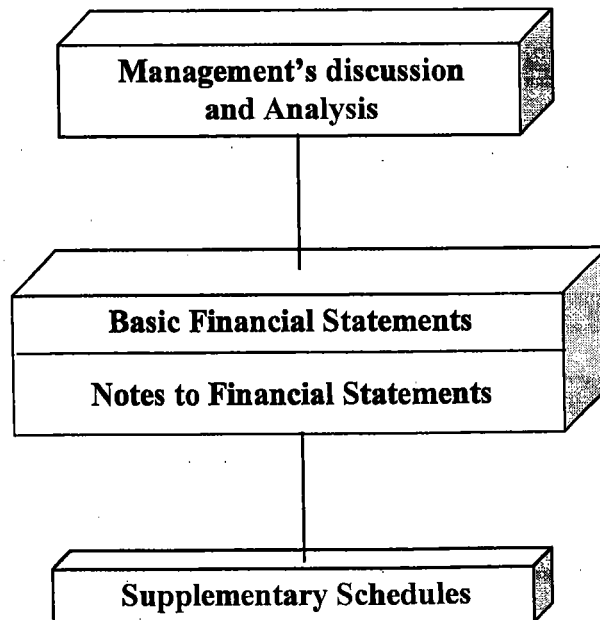 Management's discussion
and Analysis
Basic Financial Statements
Notes to Financial Statements
Supplementary Schedules